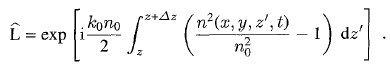 L̂ = exp [ i k₀n₀/2 ∫_z^{z+Δz} ( n²(x, y, z′, t)/n₀² − 1 ) dz′ ] .